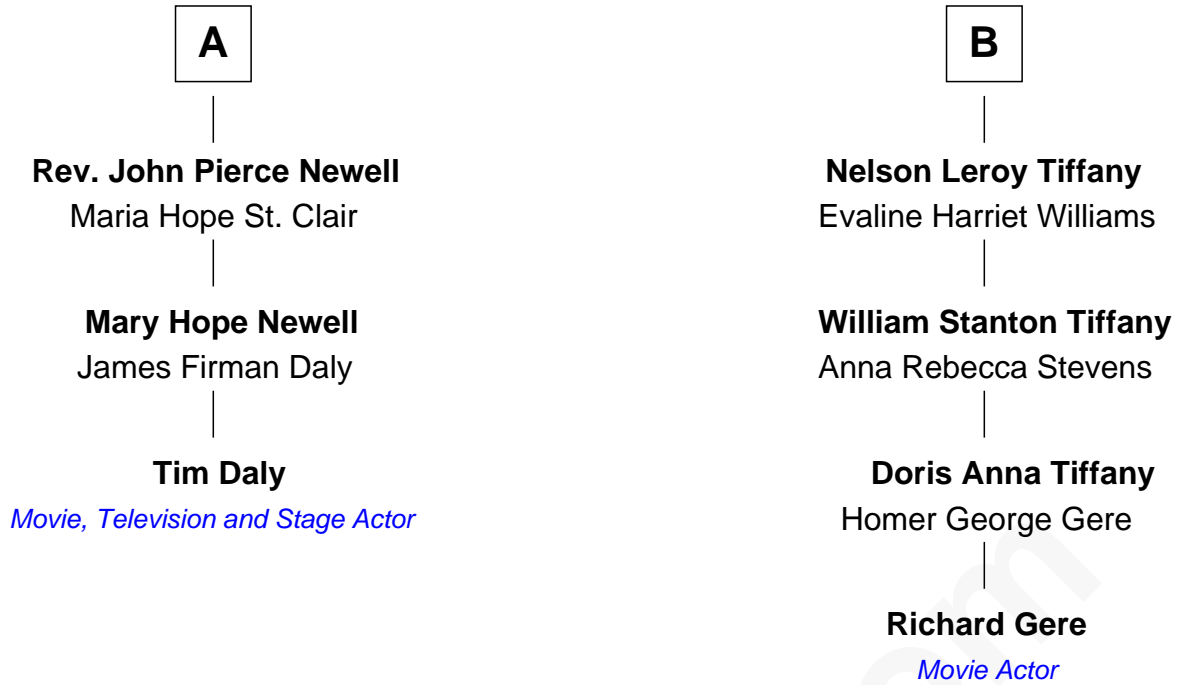 A
Rev. John Pierce Newell
Maria Hope St. Clair
Mary Hope Newell
James Firman Daly
Tim Daly
Movie, Television and Stage Actor
B
Nelson Leroy Tiffany
Evaline Harriet Williams
William Stanton Tiffany
Anna Rebecca Stevens
Doris Anna Tiffany
Homer George Gere
Richard Gere
Movie Actor